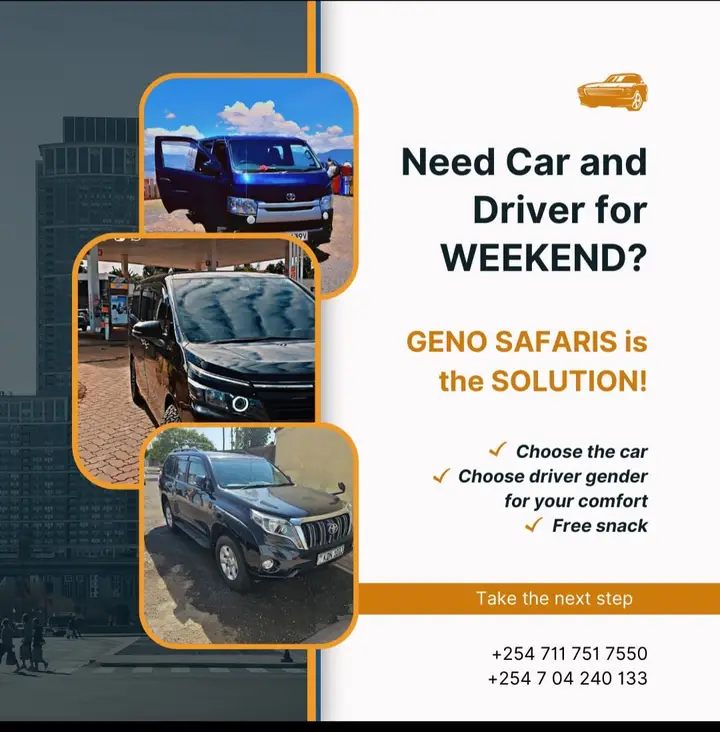 Need Car and
Driver for
WEEKEND?
GENO SAFARIS is
the SOLUTION!
Choose the car
Choose driver gender
for your comfort
Free snack
Take the next step
+254 711 751 7550
+254 7 04 240 133